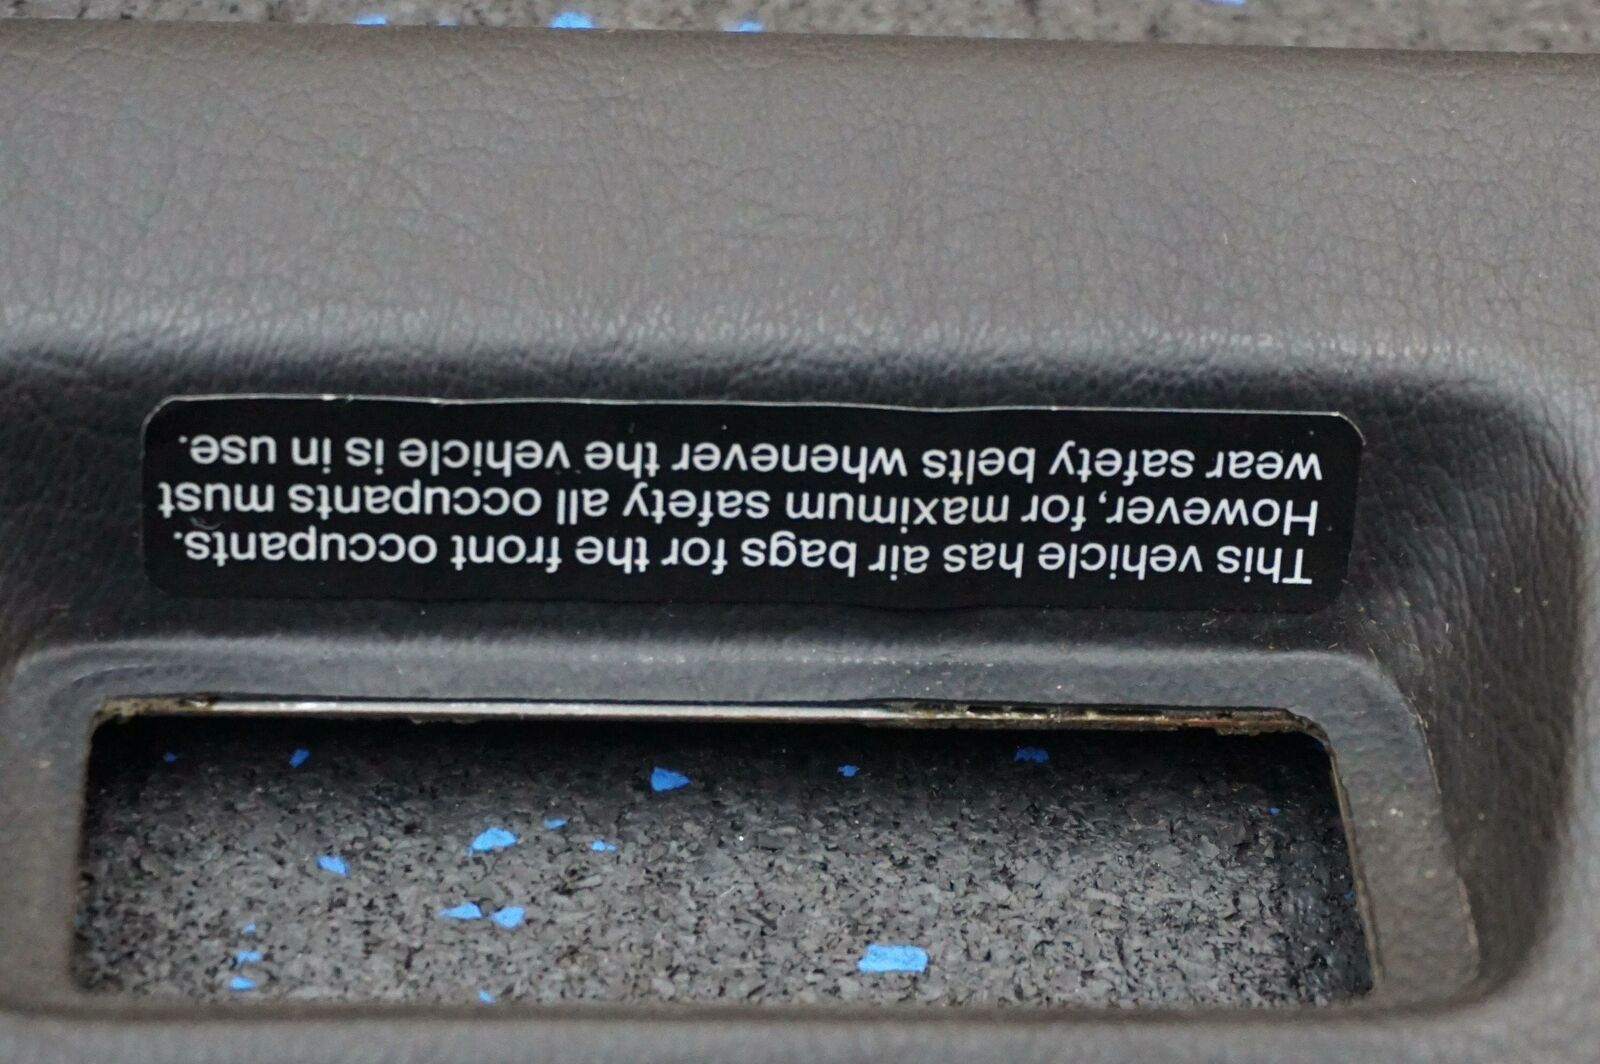 This vehicle has air bags for the front occupants.
However, for maximum safety all occupants must
wear safety belts whenever the vehicle is in use.